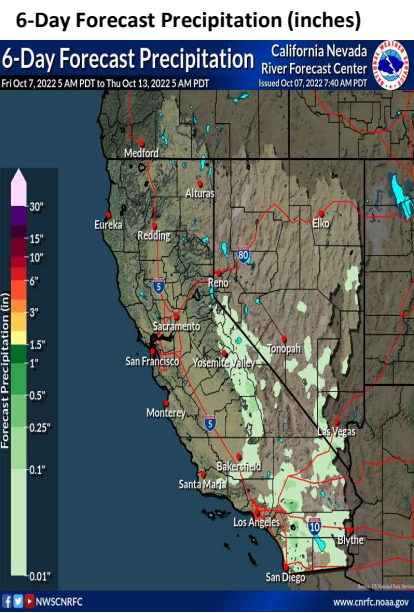 6-Day Forecast Precipitation (inches)
6-Day Forecast Precipitation
California Nevada
River Forecast Center
Fri Oct 7, 2022 5 AM PDT to Thu Oct 13, 2022 5 AM PDT
Issued Oct 07, 2022 7:40 AM PDT
Medford
Alturas
Eureka
Redding
Elko
80
Reno
5
Sacramento
San Francisco
Yosemite Valley
Tonopah
Monterey
5
Las Vegas
Bakersfield
Santa Maria
Los Angeles
10
Blythe
San Diego
Forecast Precipitation (in)
30"
15"
10"
6"
3"
1.5"
1"
0.5"
0.25"
0.1"
0.01"
NWSCNRFC
www.cnrfc.noaa.gov